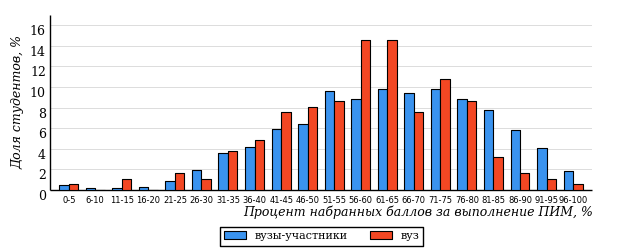 Доля студентов, %
16
14
12
10
8
6
4
2
0
0-5 6-10 11-15 16-20 21-25 26-30 31-35 36-40 41-45 46-50 51-55 56-60 61-65 66-70 71-75 76-80 81-85 86-90 91-95 96-100
Процент набранных баллов за выполнение ПИМ, %
вузы-участники вуз